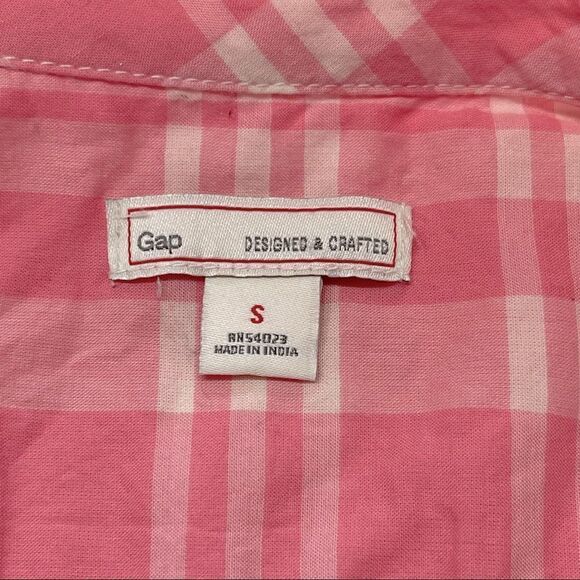 Gap DESIGNED & CRAFTED
S
RN54023
MADE IN INDIA